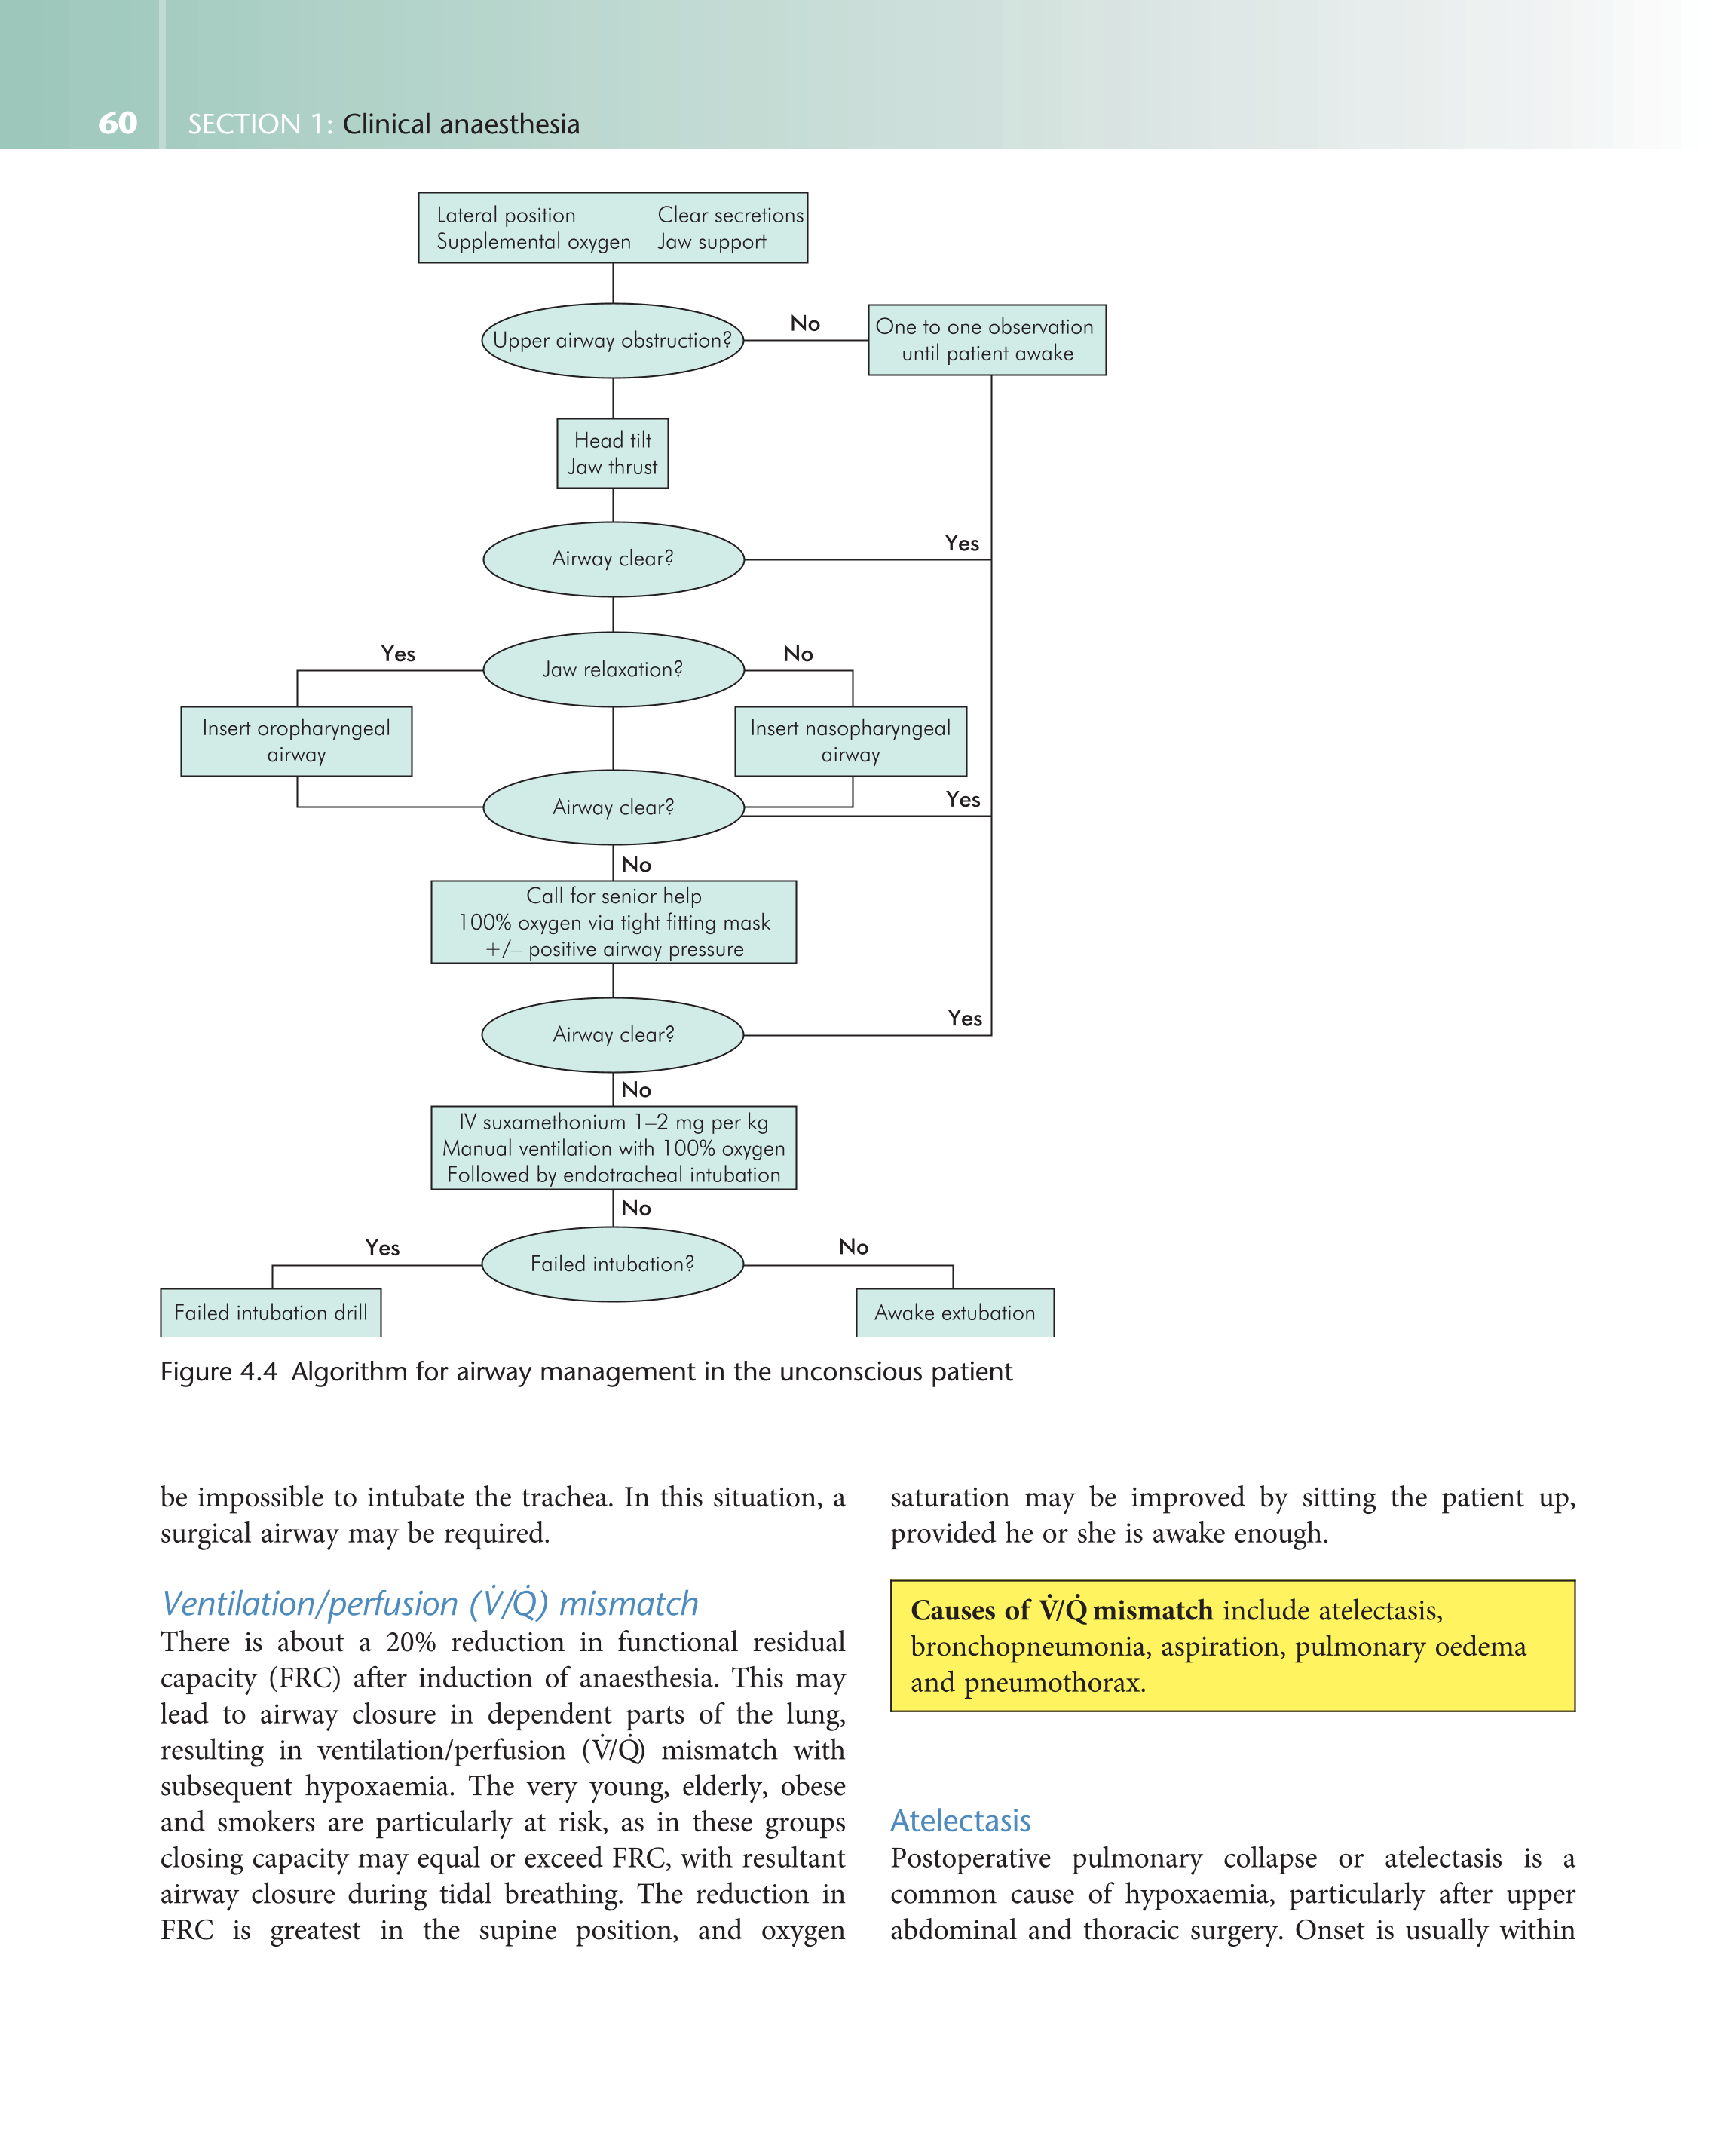 60 SECTION 1: Clinical anaesthesia
Lateral position Clear secretions
Supplemental oxygen Jaw support
Upper airway obstruction?
No
One to one observation
until patient awake
Head tilt
Jaw thrust
Airway clear?
Yes
Jaw relaxation?
Yes
No
Insert oropharyngeal
airway
Insert nasopharyngeal
airway
Airway clear?
Yes
No
Call for senior help
100% oxygen via tight fitting mask
+/– positive airway pressure
Airway clear?
Yes
No
IV suxamethonium 1–2 mg per kg
Manual ventilation with 100% oxygen
Followed by endotracheal intubation
No
Failed intubation?
Yes
No
Failed intubation drill
Awake extubation
Figure 4.4 Algorithm for airway management in the unconscious patient
be impossible to intubate the trachea. In this situation, a
surgical airway may be required.
Ventilation/perfusion (V̇/Q̇) mismatch
There is about a 20% reduction in functional residual
capacity (FRC) after induction of anaesthesia. This may
lead to airway closure in dependent parts of the lung,
resulting in ventilation/perfusion (V̇/Q̇) mismatch with
subsequent hypoxaemia. The very young, elderly, obese
and smokers are particularly at risk, as in these groups
closing capacity may equal or exceed FRC, with resultant
airway closure during tidal breathing. The reduction in
FRC is greatest in the supine position, and oxygen
saturation may be improved by sitting the patient up,
provided he or she is awake enough.
Causes of V̇/Q̇ mismatch include atelectasis,
bronchopneumonia, aspiration, pulmonary oedema
and pneumothorax.
Atelectasis
Postoperative pulmonary collapse or atelectasis is a
common cause of hypoxaemia, particularly after upper
abdominal and thoracic surgery. Onset is usually within